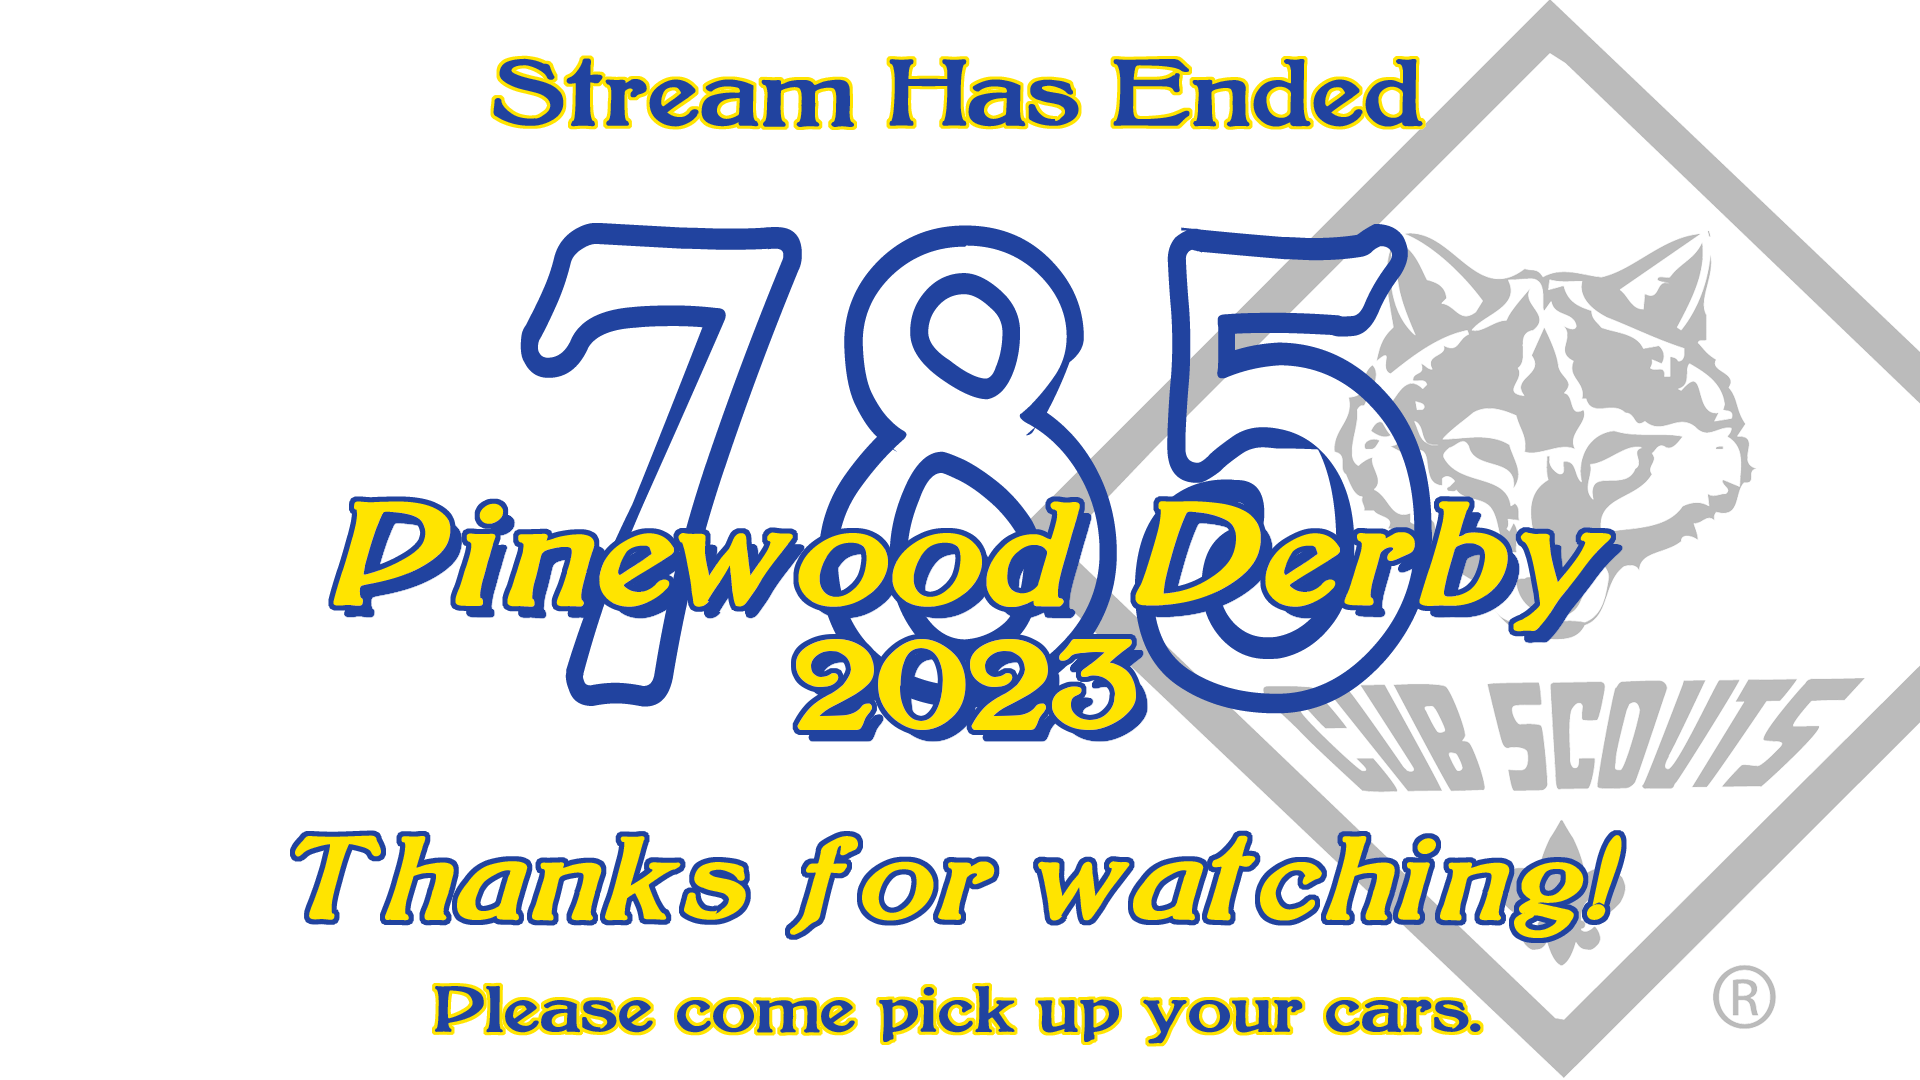 Stream Has Ended
785
Pinewood Derby
2023
CUB SCOUTS
Thanks for watching!
Please come pick up your cars.
®